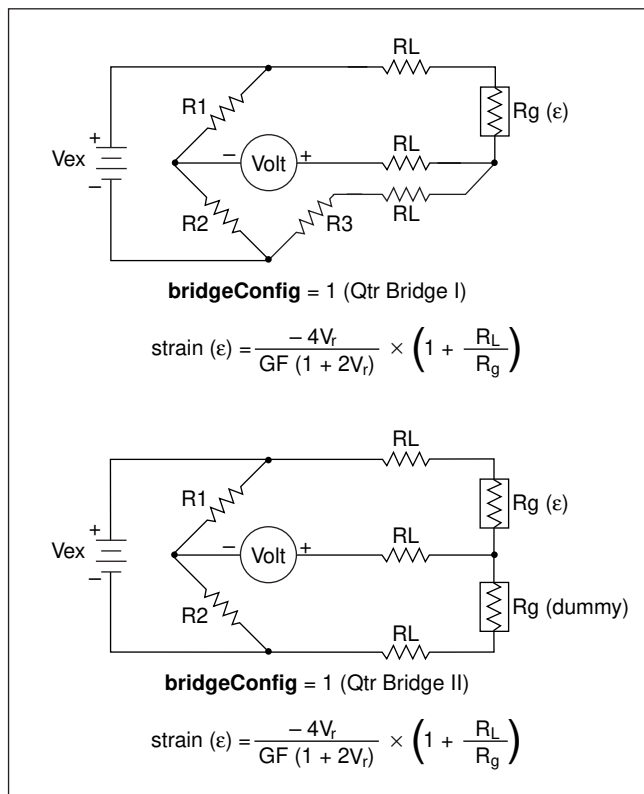 RL
R1
Rg (ε)
+
Vex
−
− Volt +
RL
R2
R3
RL
bridgeConfig = 1 (Qtr Bridge I)
strain (ε) = − 4Vr / GF (1 + 2Vr) × (1 + RL / Rg)
RL
R1
Rg (ε)
+
Vex
−
− Volt +
RL
R2
Rg (dummy)
RL
bridgeConfig = 1 (Qtr Bridge II)
strain (ε) = − 4Vr / GF (1 + 2Vr) × (1 + RL / Rg)